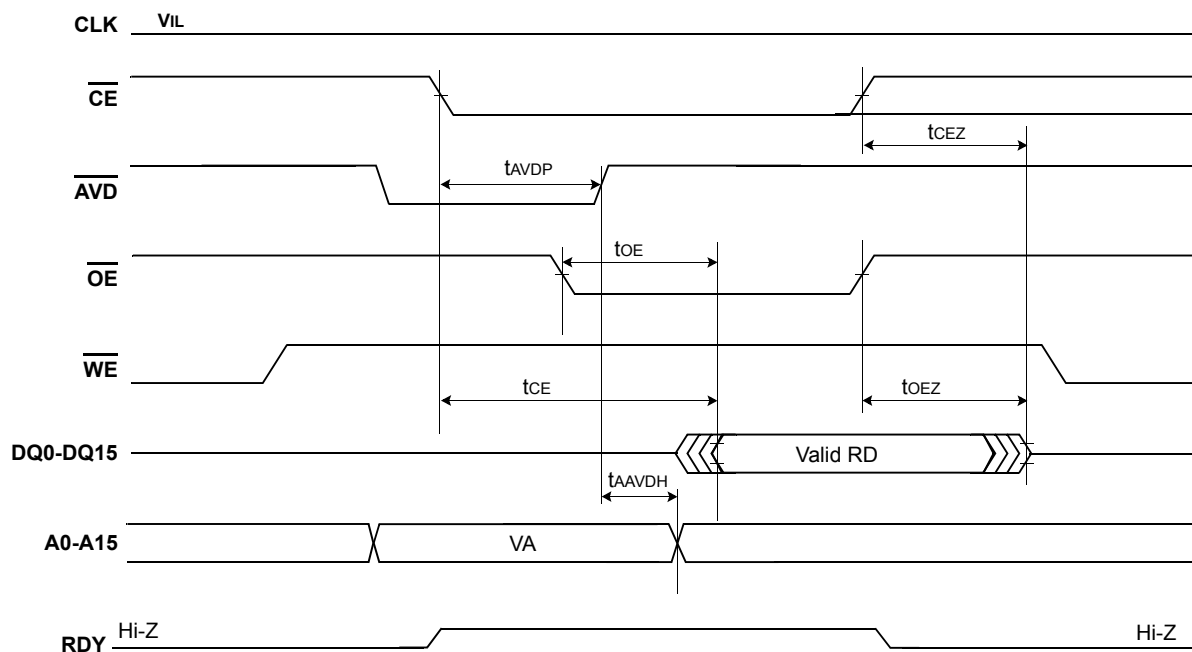 CLK VIL
CE
tCEZ
AVD tAVDP
OE tOE
WE
tCE tOEZ
DQ0-DQ15 Valid RD
tAAVDH
A0-A15 VA
RDY Hi-Z Hi-Z